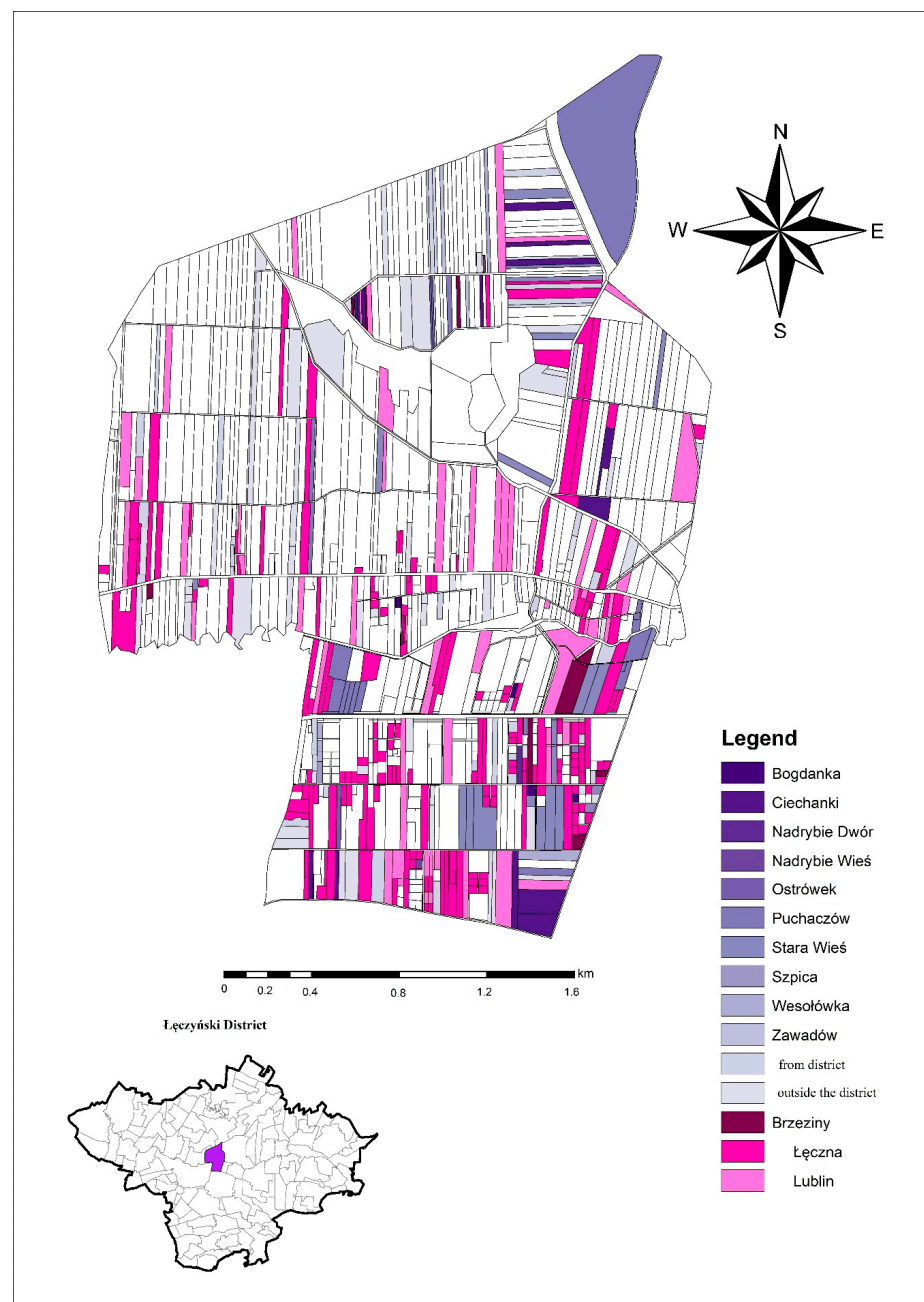 N
W
E
S
Legend
Bogdanka
Ciechanki
Nadrybie Dwór
Nadrybie Wieś
Ostrówek
Puchaczów
Stara Wieś
Szpica
Wesołówka
Zawadów
from district
outside the district
Brzeziny
Łęczna
Lublin
km
0 0.2 0.4 0.8 1.2 1.6
Łęczyński District